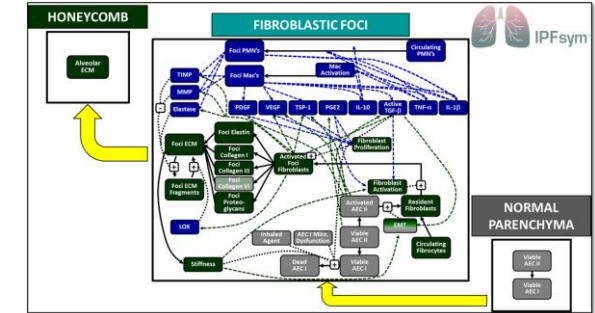 HONEYCOMB
FIBROBLASTIC FOCI
IPFsym
Alveolar
ECM
Foci PMN's
Circulating
PMN's
TIMP
Foci Mac's
Mac
Activation
MMP
Elastase
PDGF
VEGF
TSP-1
PGE2
IL-10
Active
TGF-β
TNF-α
IL-1β
-
Foci ECM
Foci Elastin
Foci
Collagen I
Foci
Collagen III
Foci
Collagen VI
Foci
Proteo-
glycans
Activated
Foci
Fibroblasts
+
Fibroblast
Proliferation
+
+
Foci ECM
Fragments
Fibroblast
Activation
+
Activated
AEC II
+
Resident
Fibroblasts
LOX
Inhaled
Agent
AEC I Mito.
Dysfunction
Viable
AEC II
EMT
Circulating
Fibrocytes
Stiffness
Dead
AEC I
+
Viable
AEC I
NORMAL
PARENCHYMA
Viable
AEC II
Viable
AEC I